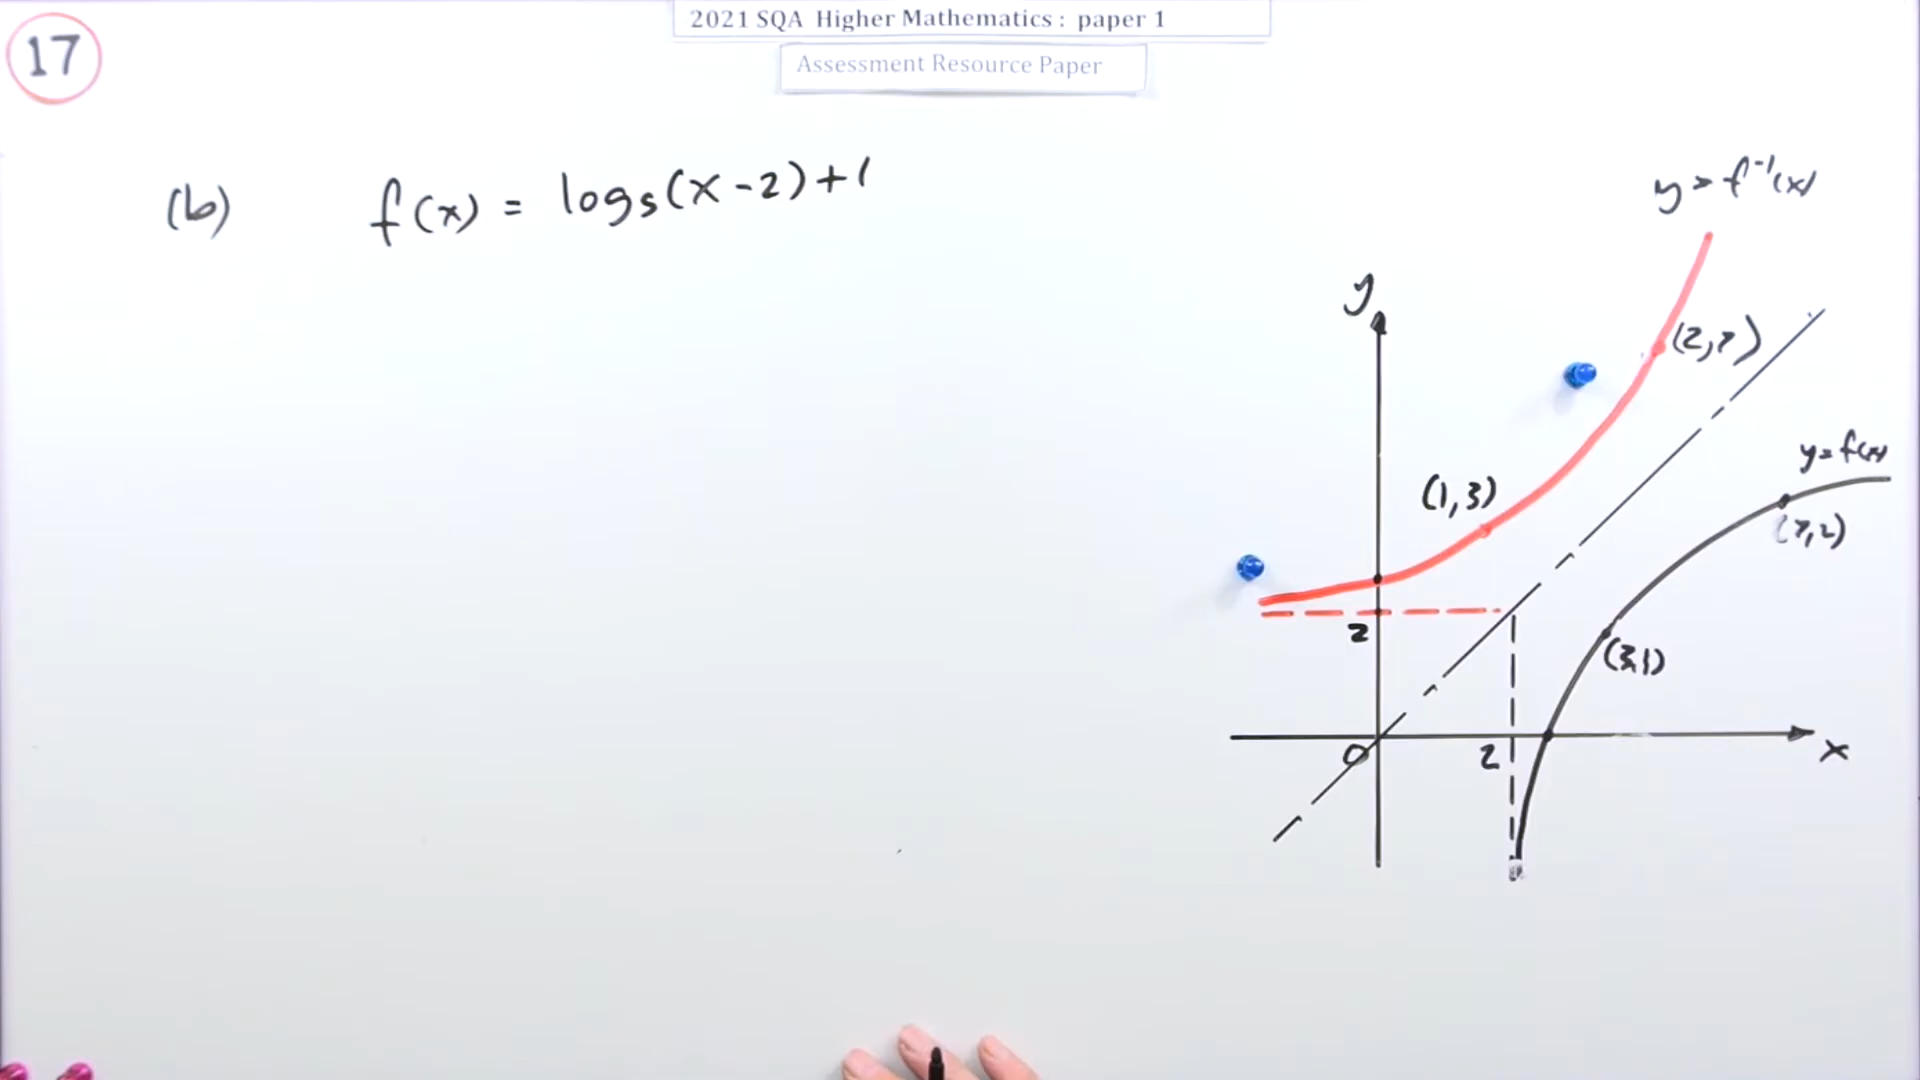 17
2021 SQA Higher Mathematics : paper 1
Assessment Resource Paper
(b) f(x) = log₅(x-2)+1
y = f⁻¹(x)
y
(2,7)
y = f(x)
(1,3)
(7,2)
2
(3,1)
0 2 x